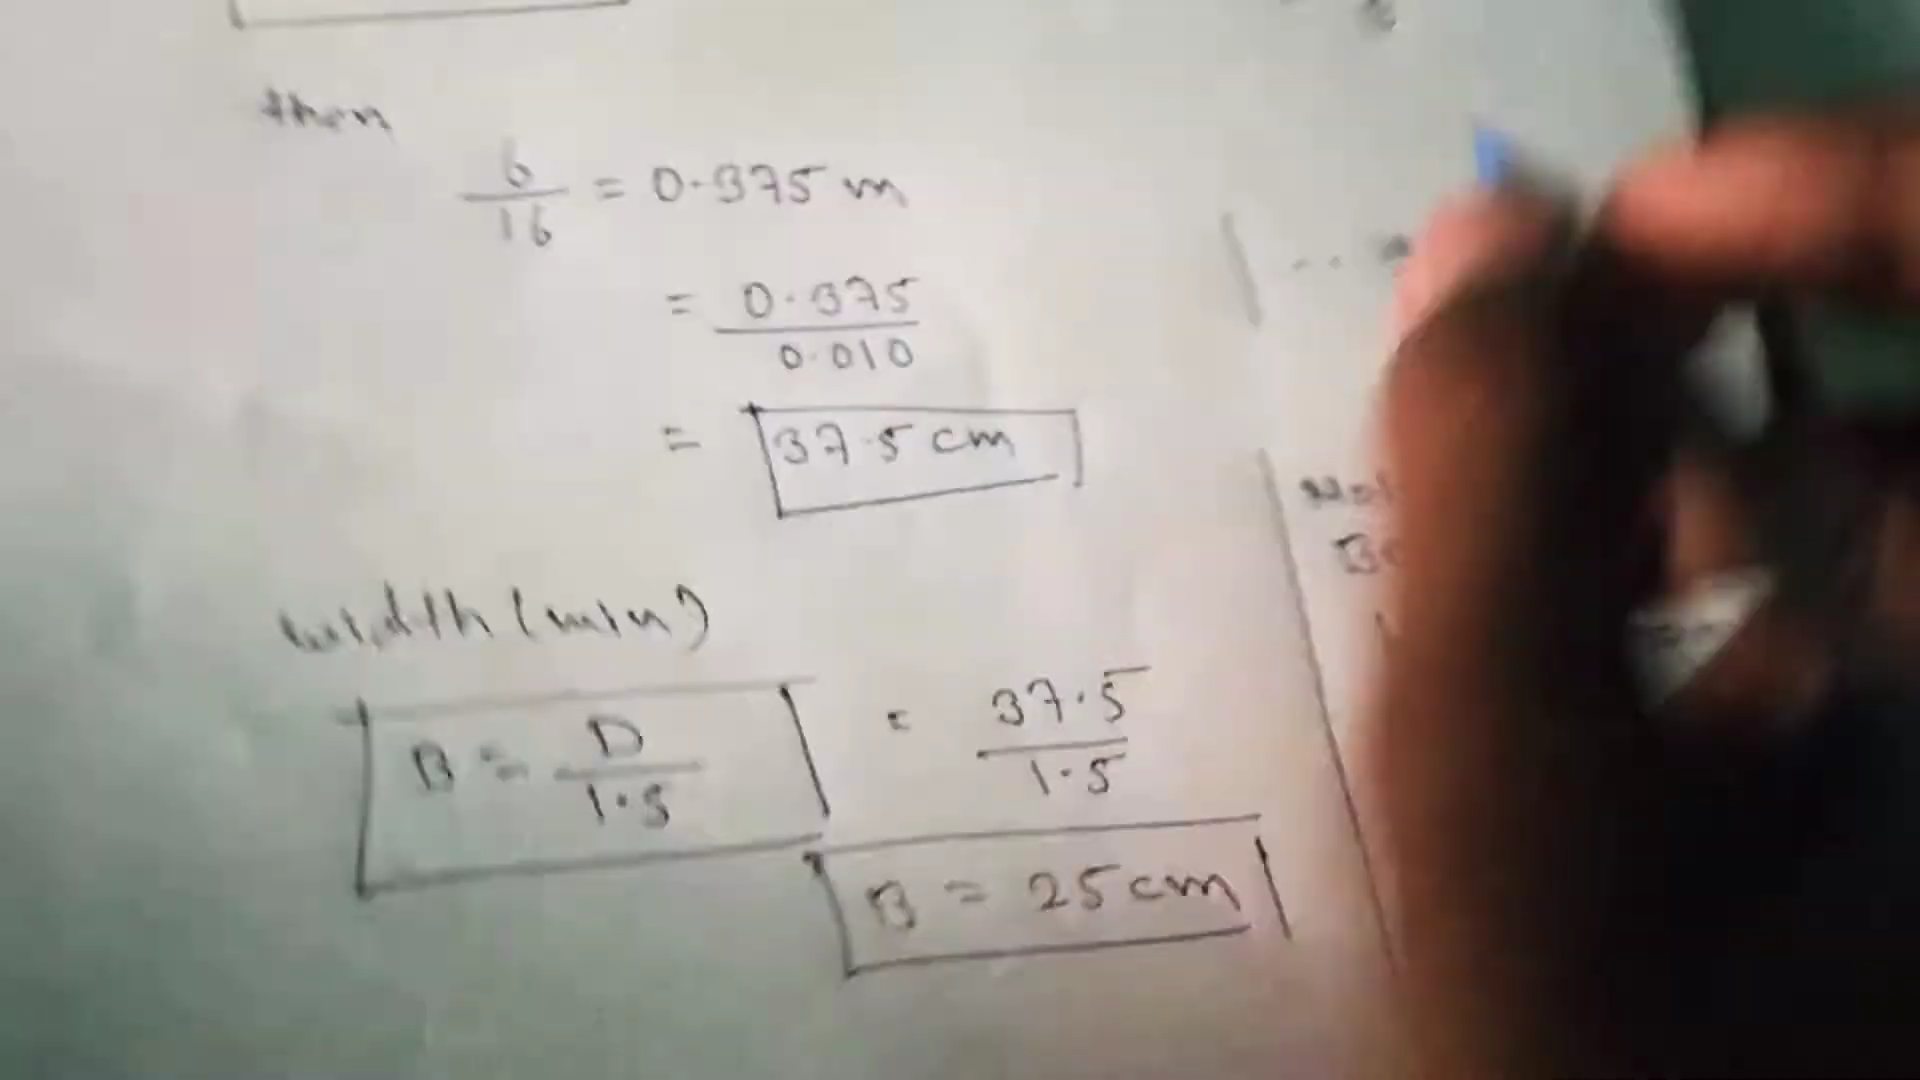 then
6/16 = 0.375 m
= 0.375/0.010
= 37.5 cm
width (min)
B = D/1.5 = 37.5/1.5
B = 25 cm